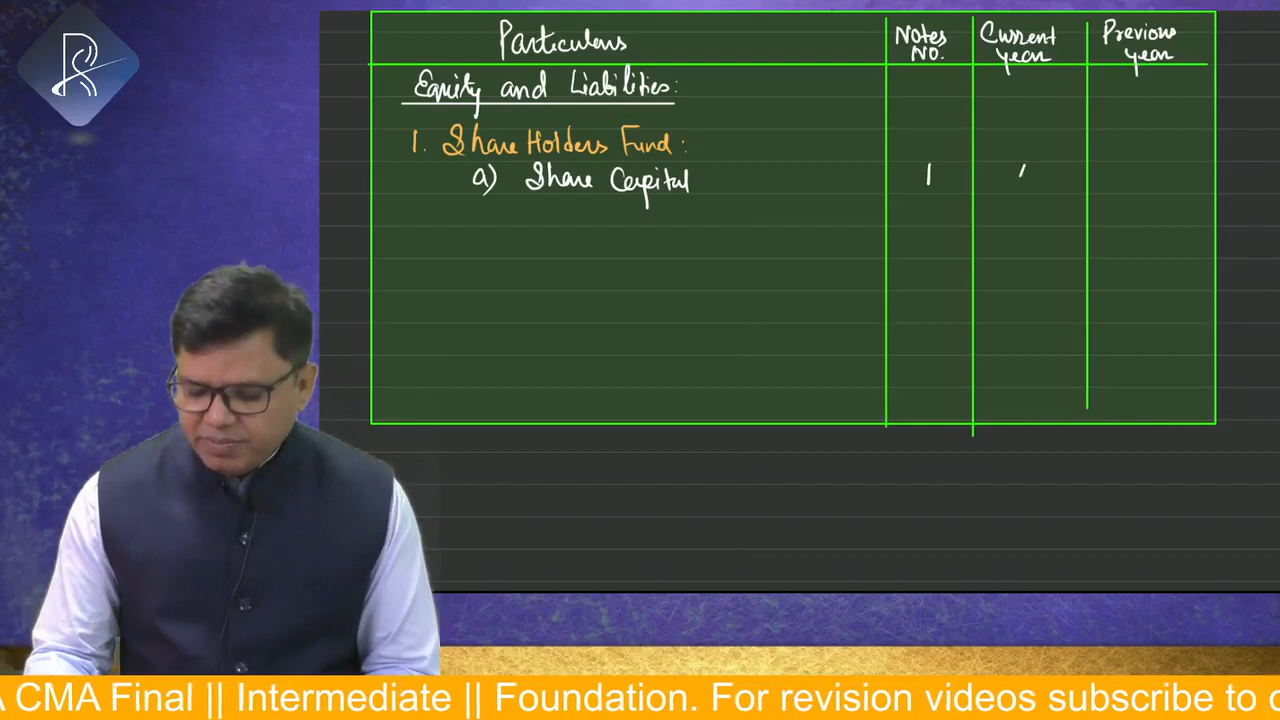 Particulars Notes No. Current year Previous year
Equity and Liabilities:
1. Share Holders Fund:
a) Share Capital 1
A CMA Final || Intermediate || Foundation. For revision videos subscribe to